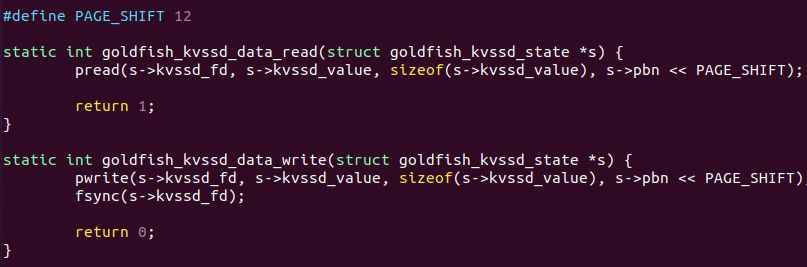 #define PAGE_SHIFT 12
static int goldfish_kvssd_data_read(struct goldfish_kvssd_state *s) {
pread(s->kvssd_fd, s->kvssd_value, sizeof(s->kvssd_value), s->pbn << PAGE_SHIFT);
return 1;
}
static int goldfish_kvssd_data_write(struct goldfish_kvssd_state *s) {
pwrite(s->kvssd_fd, s->kvssd_value, sizeof(s->kvssd_value), s->pbn << PAGE_SHIFT)
fsync(s->kvssd_fd);
return 0;
}